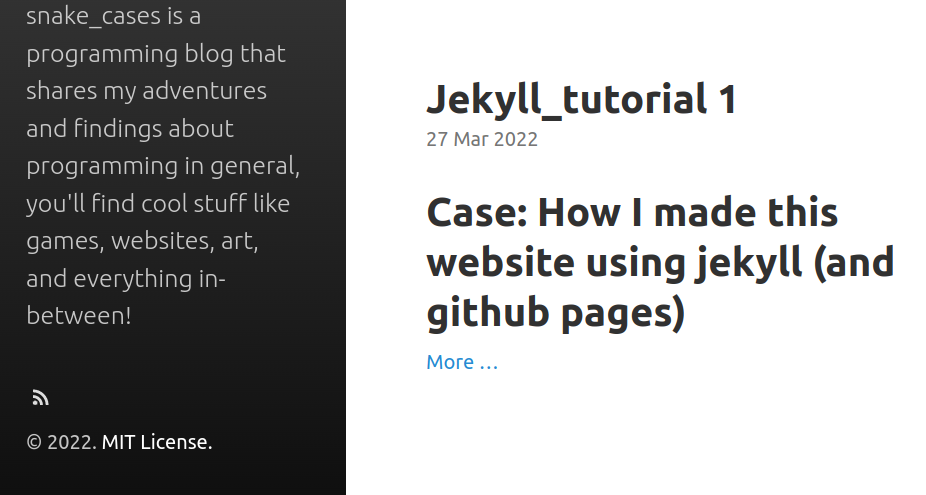 snake_cases is a
programming blog that
shares my adventures
and findings about
programming in general,
you'll find cool stuff like
games, websites, art,
and everything in-
between!
© 2022. MIT License.
Jekyll_tutorial 1
27 Mar 2022
Case: How I made this
website using jekyll (and
github pages)
More …